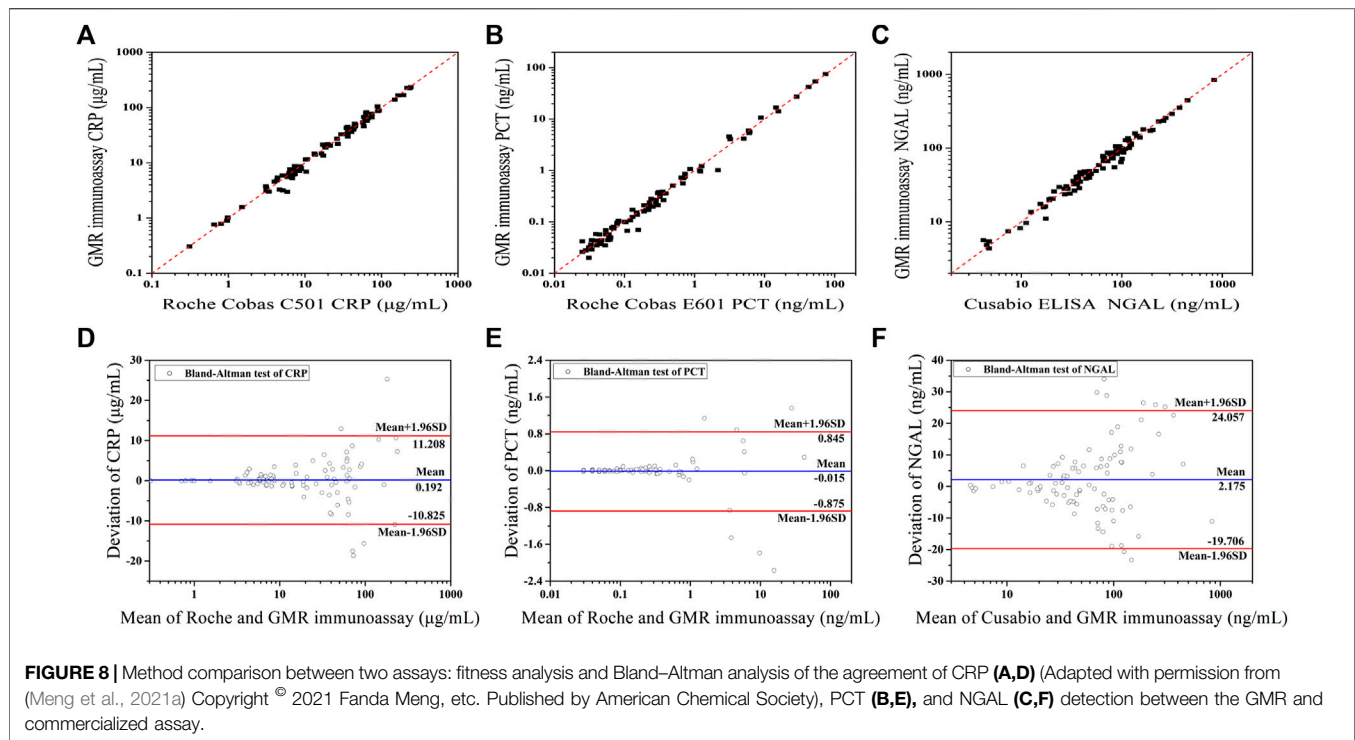 A
GMR immunoassay CRP (μg/mL)
1000
100
10
1
0.1
0.1 1 10 100 1000
Roche Cobas C501 CRP (μg/mL)
B
GMR immunoassay PCT (ng/mL)
100
10
1
0.1
0.01
0.01 0.1 1 10 100
Roche Cobas E601 PCT (ng/mL)
C
GMR immunoassay NGAL (ng/mL)
1000
100
10
10 100 1000
Cusabio ELISA NGAL (ng/mL)
D
Deviation of CRP (μg/mL)
30
20
10
0
-10
-20
Bland-Altman test of CRP
Mean+1.96SD
11.208
Mean
0.192
-10.825
Mean-1.96SD
1 10 100 1000
Mean of Roche and GMR immunoassay (μg/mL)
E
Deviation of PCT (ng/mL)
2.4
1.6
0.8
0.0
-0.8
-1.6
-2.4
Bland-Altman test of PCT
Mean+1.96SD
0.845
Mean
-0.015
-0.875
Mean-1.96SD
0.01 0.1 1 10 100
Mean of Roche and GMR immunoassay (ng/mL)
F
Deviation of NGAL (ng/mL)
40
30
20
10
0
-10
-20
-30
Bland-Altman test of NGAL
Mean+1.96SD
24.057
Mean
2.175
-19.706
Mean-1.96SD
10 100 1000
Mean of Cusabio and GMR immunoassay (ng/mL)
FIGURE 8 | Method comparison between two assays: fitness analysis and Bland–Altman analysis of the agreement of CRP (A,D) (Adapted with permission from
(Meng et al., 2021a) Copyright © 2021 Fanda Meng, etc. Published by American Chemical Society), PCT (B,E), and NGAL (C,F) detection between the GMR and
commercialized assay.